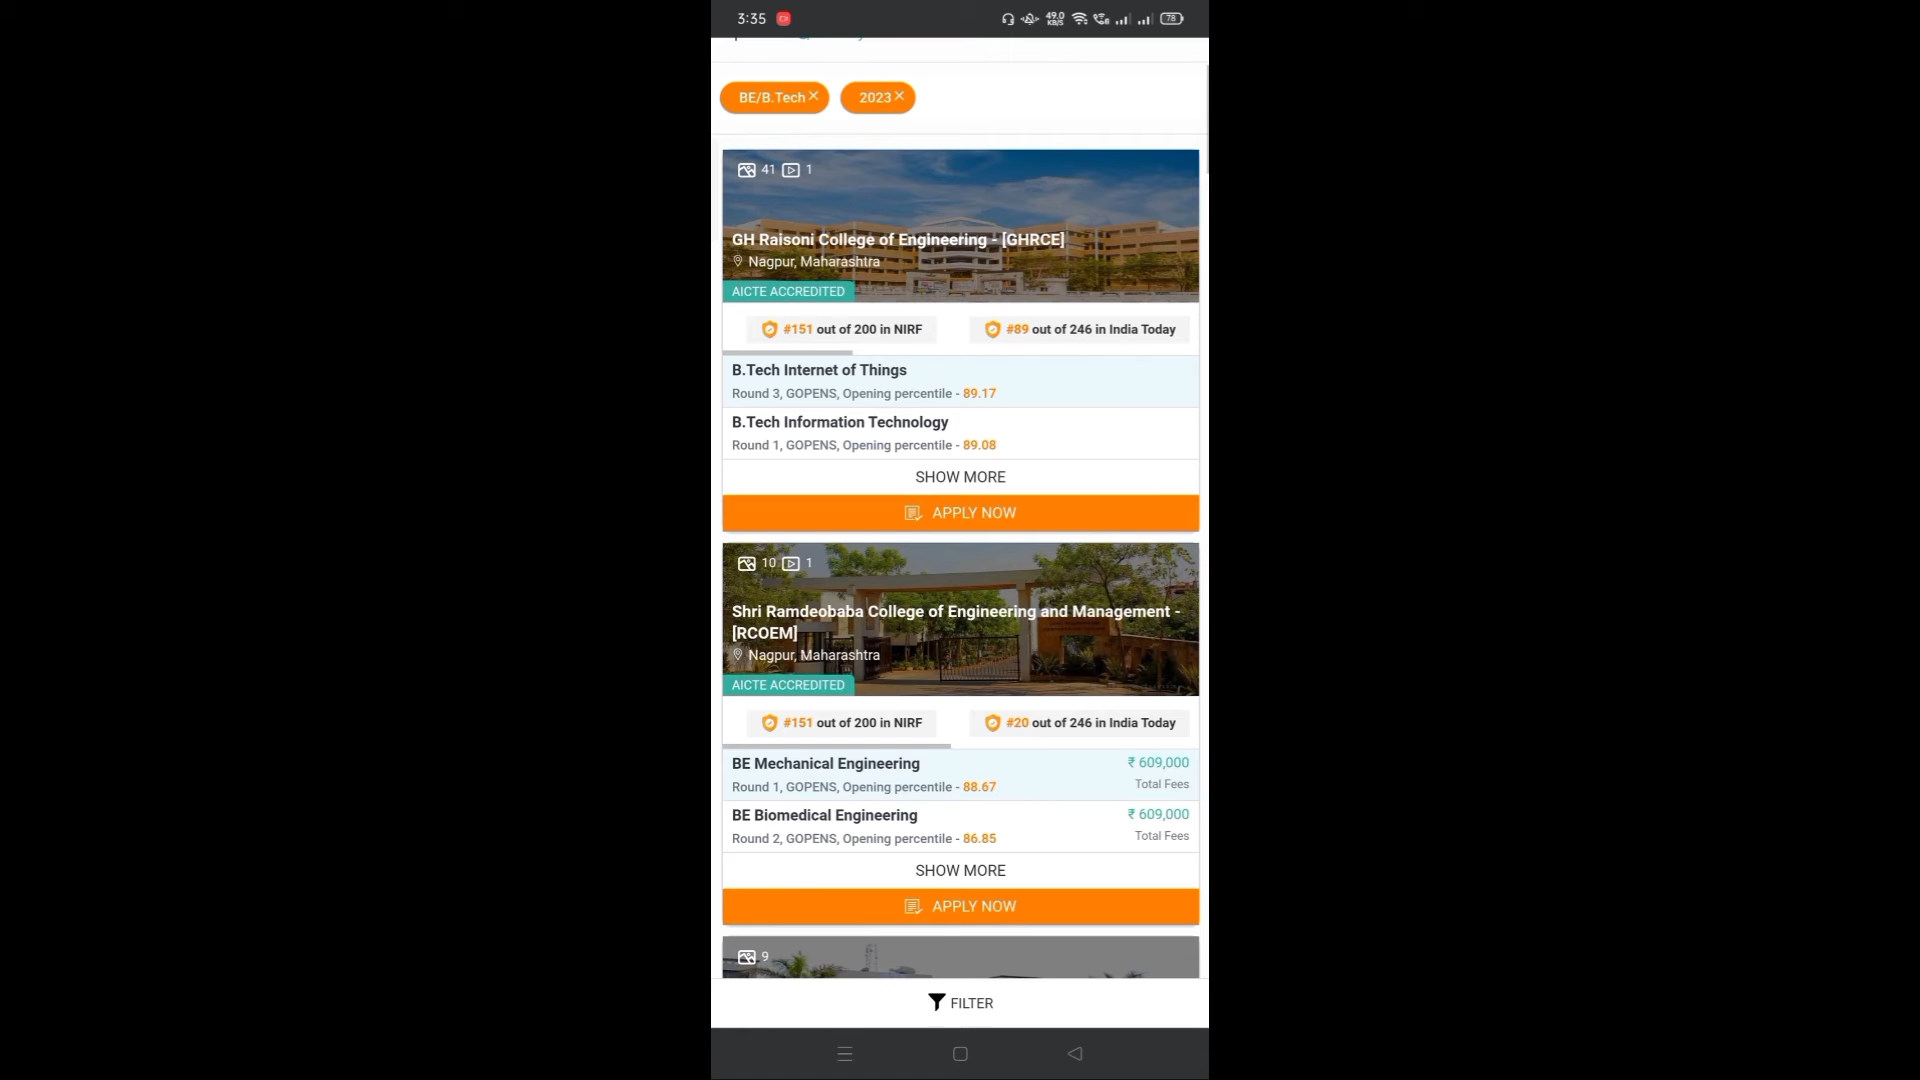 3:35
49.0
KB/S
78
BE/B.Tech
2023
41
1
GH Raisoni College of Engineering - [GHRCE]
Nagpur, Maharashtra
AICTE ACCREDITED
#151 out of 200 in NIRF
#89 out of 246 in India Today
B.Tech Internet of Things
Round 3, GOPENS, Opening percentile - 89.17
B.Tech Information Technology
Round 1, GOPENS, Opening percentile - 89.08
SHOW MORE
APPLY NOW
10
1
Shri Ramdeobaba College of Engineering and Management -
[RCOEM]
Nagpur, Maharashtra
AICTE ACCREDITED
#151 out of 200 in NIRF
#20 out of 246 in India Today
BE Mechanical Engineering
₹ 609,000
Round 1, GOPENS, Opening percentile - 88.67
Total Fees
BE Biomedical Engineering
₹ 609,000
Round 2, GOPENS, Opening percentile - 86.85
Total Fees
SHOW MORE
APPLY NOW
9
FILTER